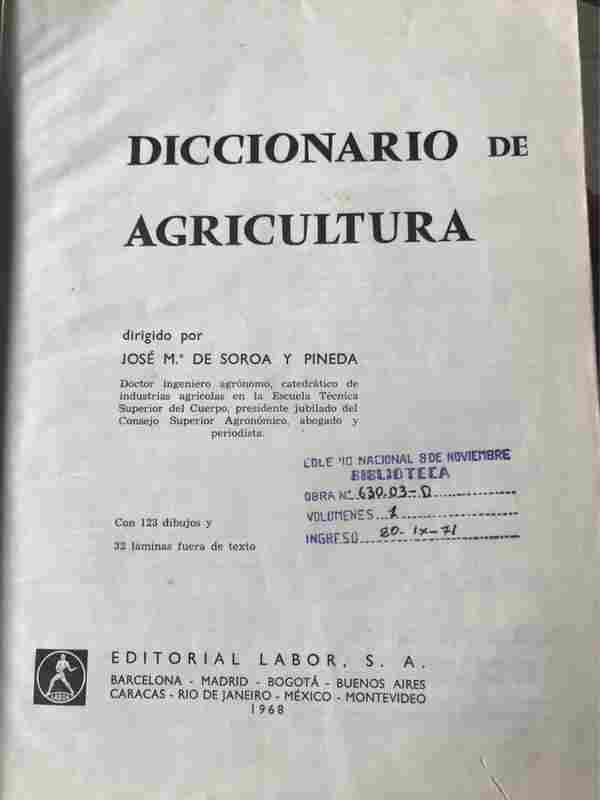 DICCIONARIO DE
AGRICULTURA
dirigido por
JOSÉ M.ª DE SOROA Y PINEDA
Doctor ingeniero agrónomo, catedrático de
industrias agrícolas en la Escuela Técnica
Superior del Cuerpo, presidente jubilado del
Consejo Superior Agronómico, abogado y
periodista.
COLE IO NACIONAL 8 DE NOVIEMBRE
BIBLIOTECA
OBRA Nº 630.03-D
VOLUMENES 1
INGRESO 20-IX-71
Con 123 dibujos y
32 láminas fuera de texto
EDITORIAL LABOR, S. A.
BARCELONA - MADRID - BOGOTÁ - BUENOS AIRES
CARACAS - RIO DE JANEIRO - MÉXICO - MONTEVIDEO
1968